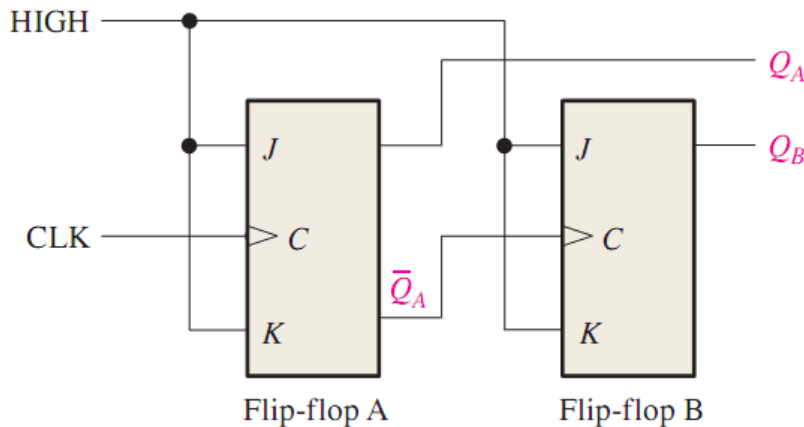 HIGH
Q_A
J
J
Q_B
CLK
C
C
Q̅_A
K
K
Flip-flop A
Flip-flop B